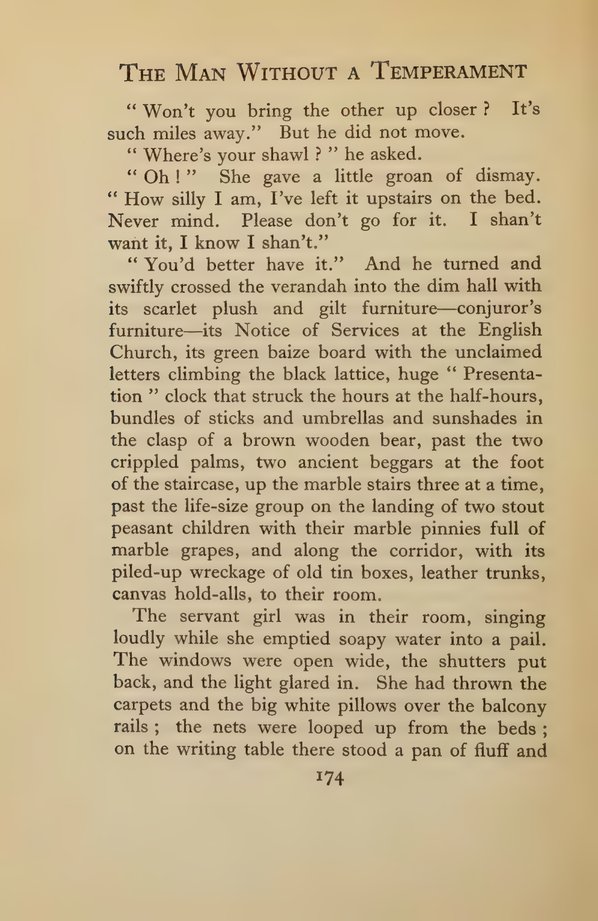 The Man Without a Temperament
“ Won’t you bring the other up closer ? It’s
such miles away.” But he did not move.
“ Where’s your shawl ? ” he asked.
“ Oh ! ” She gave a little groan of dismay.
“ How silly I am, I’ve left it upstairs on the bed.
Never mind. Please don’t go for it. I shan’t
want it, I know I shan’t.”
“ You’d better have it.” And he turned and
swiftly crossed the verandah into the dim hall with
its scarlet plush and gilt furniture—conjuror’s
furniture—its Notice of Services at the English
Church, its green baize board with the unclaimed
letters climbing the black lattice, huge “ Presenta-
tion ” clock that struck the hours at the half-hours,
bundles of sticks and umbrellas and sunshades in
the clasp of a brown wooden bear, past the two
crippled palms, two ancient beggars at the foot
of the staircase, up the marble stairs three at a time,
past the life-size group on the landing of two stout
peasant children with their marble pinnies full of
marble grapes, and along the corridor, with its
piled-up wreckage of old tin boxes, leather trunks,
canvas hold-alls, to their room.
The servant girl was in their room, singing
loudly while she emptied soapy water into a pail.
The windows were open wide, the shutters put
back, and the light glared in. She had thrown the
carpets and the big white pillows over the balcony
rails ; the nets were looped up from the beds ;
on the writing table there stood a pan of fluff and
174